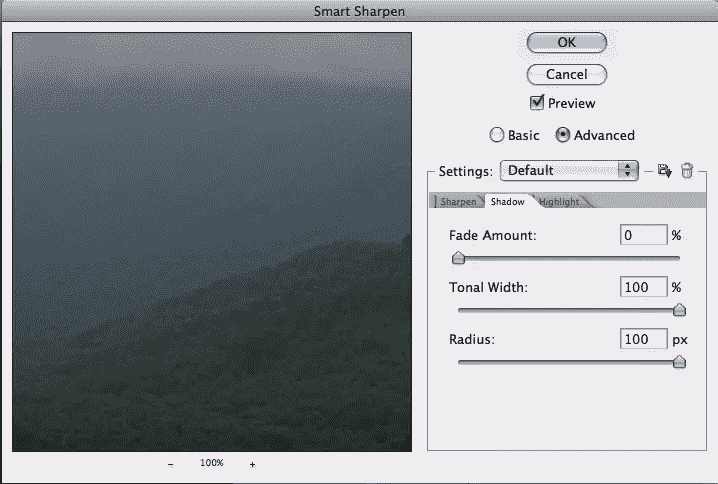 Smart Sharpen
OK
Cancel
Preview
Basic Advanced
Settings: Default
Sharpen Shadow Highlight
Fade Amount: 0 %
Tonal Width: 100 %
Radius: 100 px
− 100% +